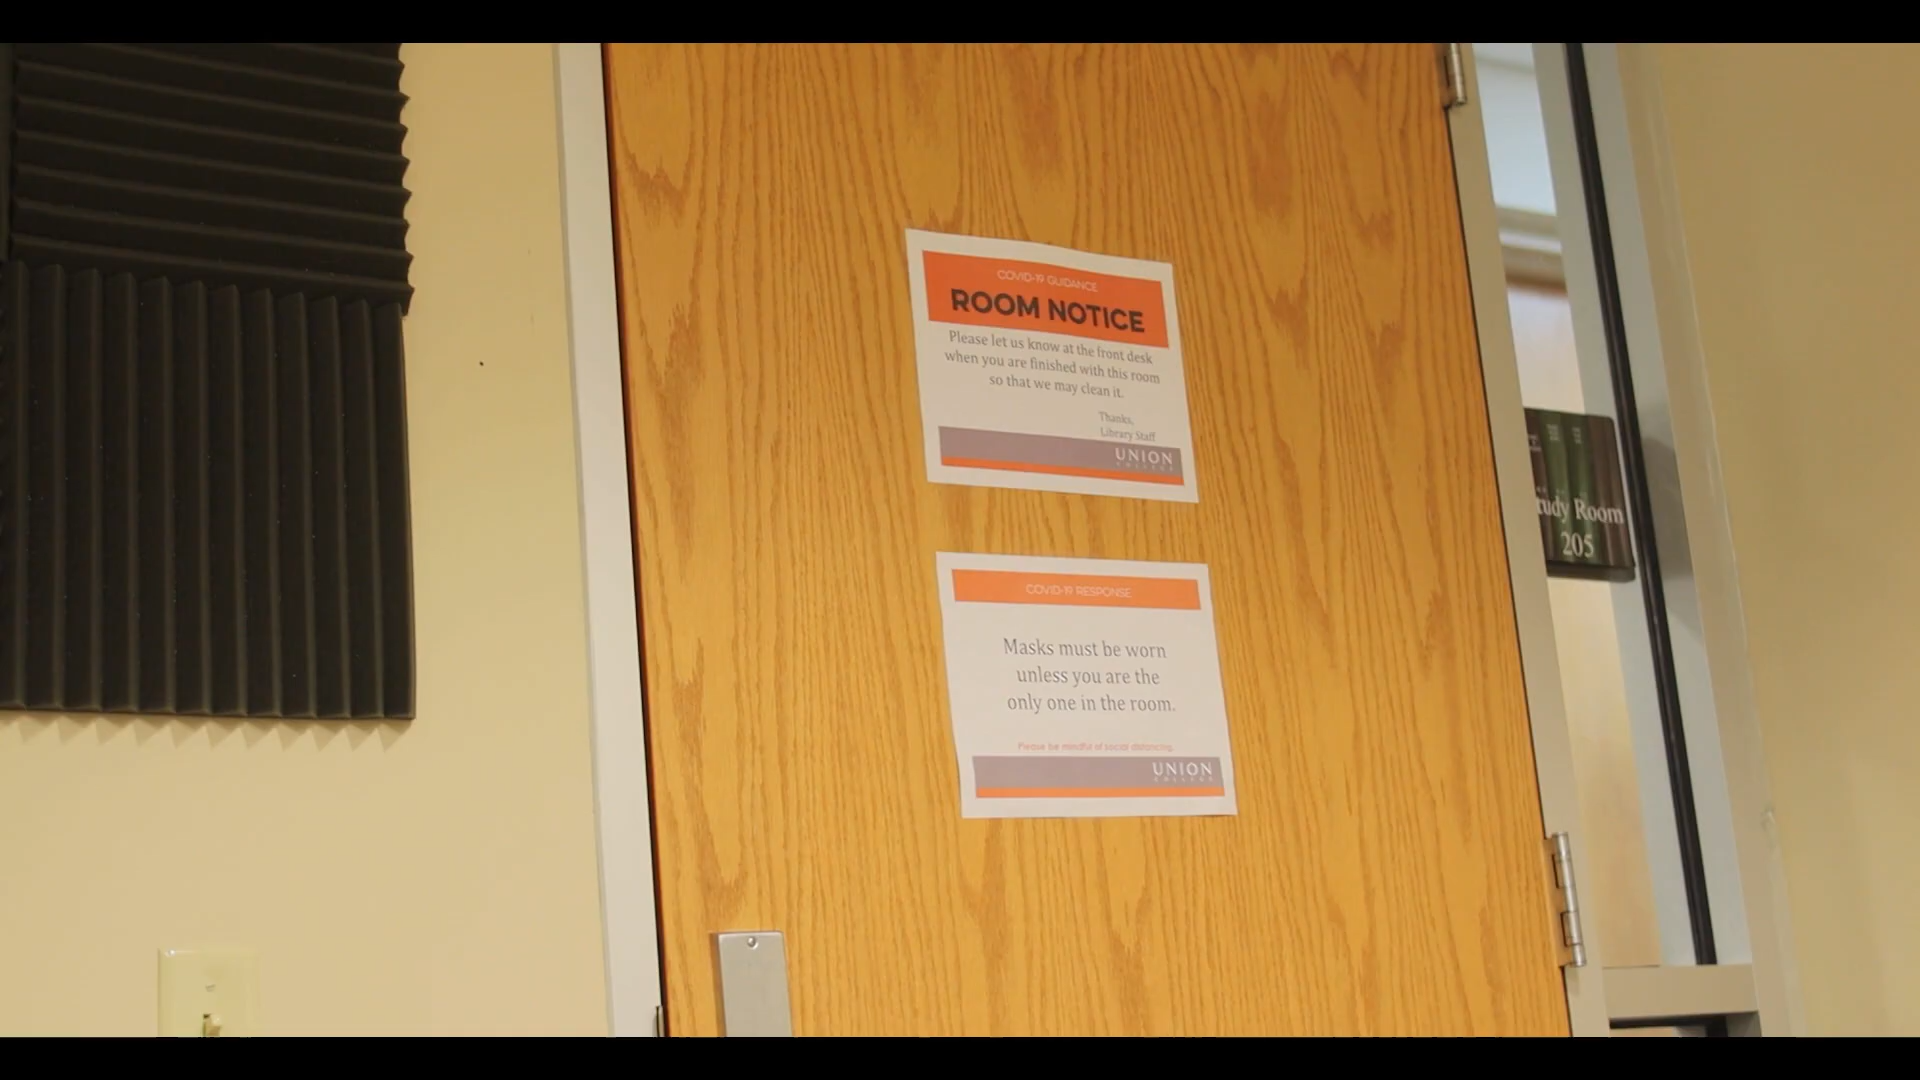 COVID-19 GUIDANCE
ROOM NOTICE
Please let us know at the front desk
when you are finished with this room
so that we may clean it.
Thanks,
Library Staff
UNION
COLLEGE
COVID-19 RESPONSE
Masks must be worn
unless you are the
only one in the room.
Please be mindful of social distancing.
UNION
COLLEGE
tudy Room
205